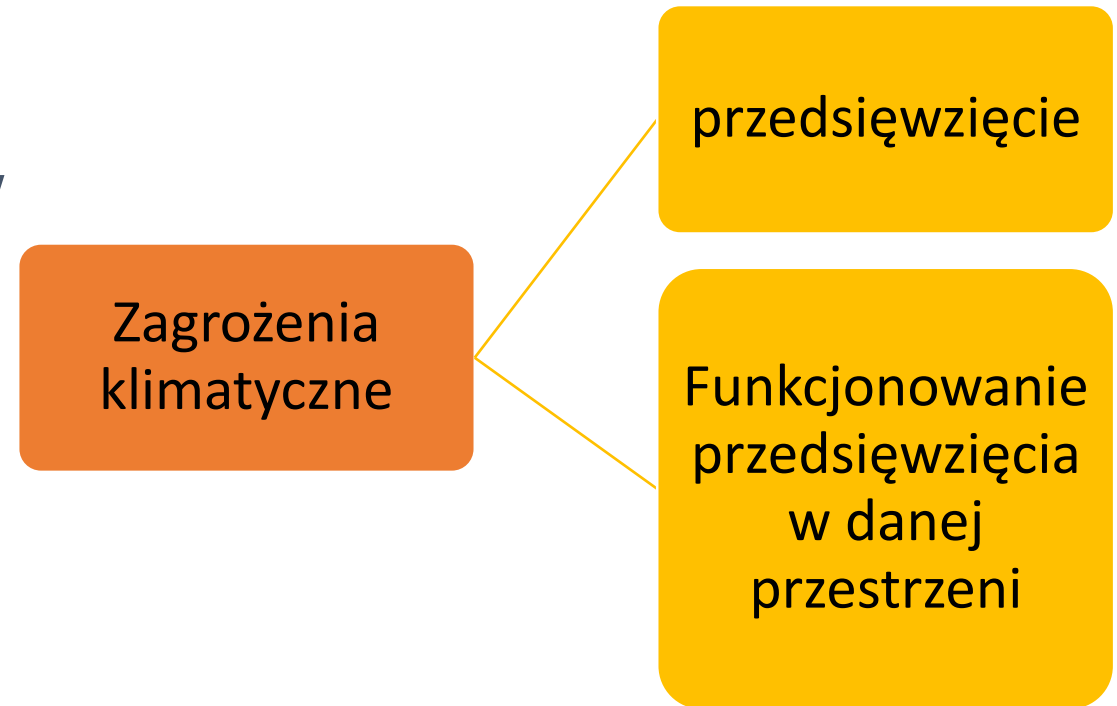 Zagrożenia
klimatyczne
przedsięwzięcie
Funkcjonowanie
przedsięwzięcia
w danej
przestrzeni